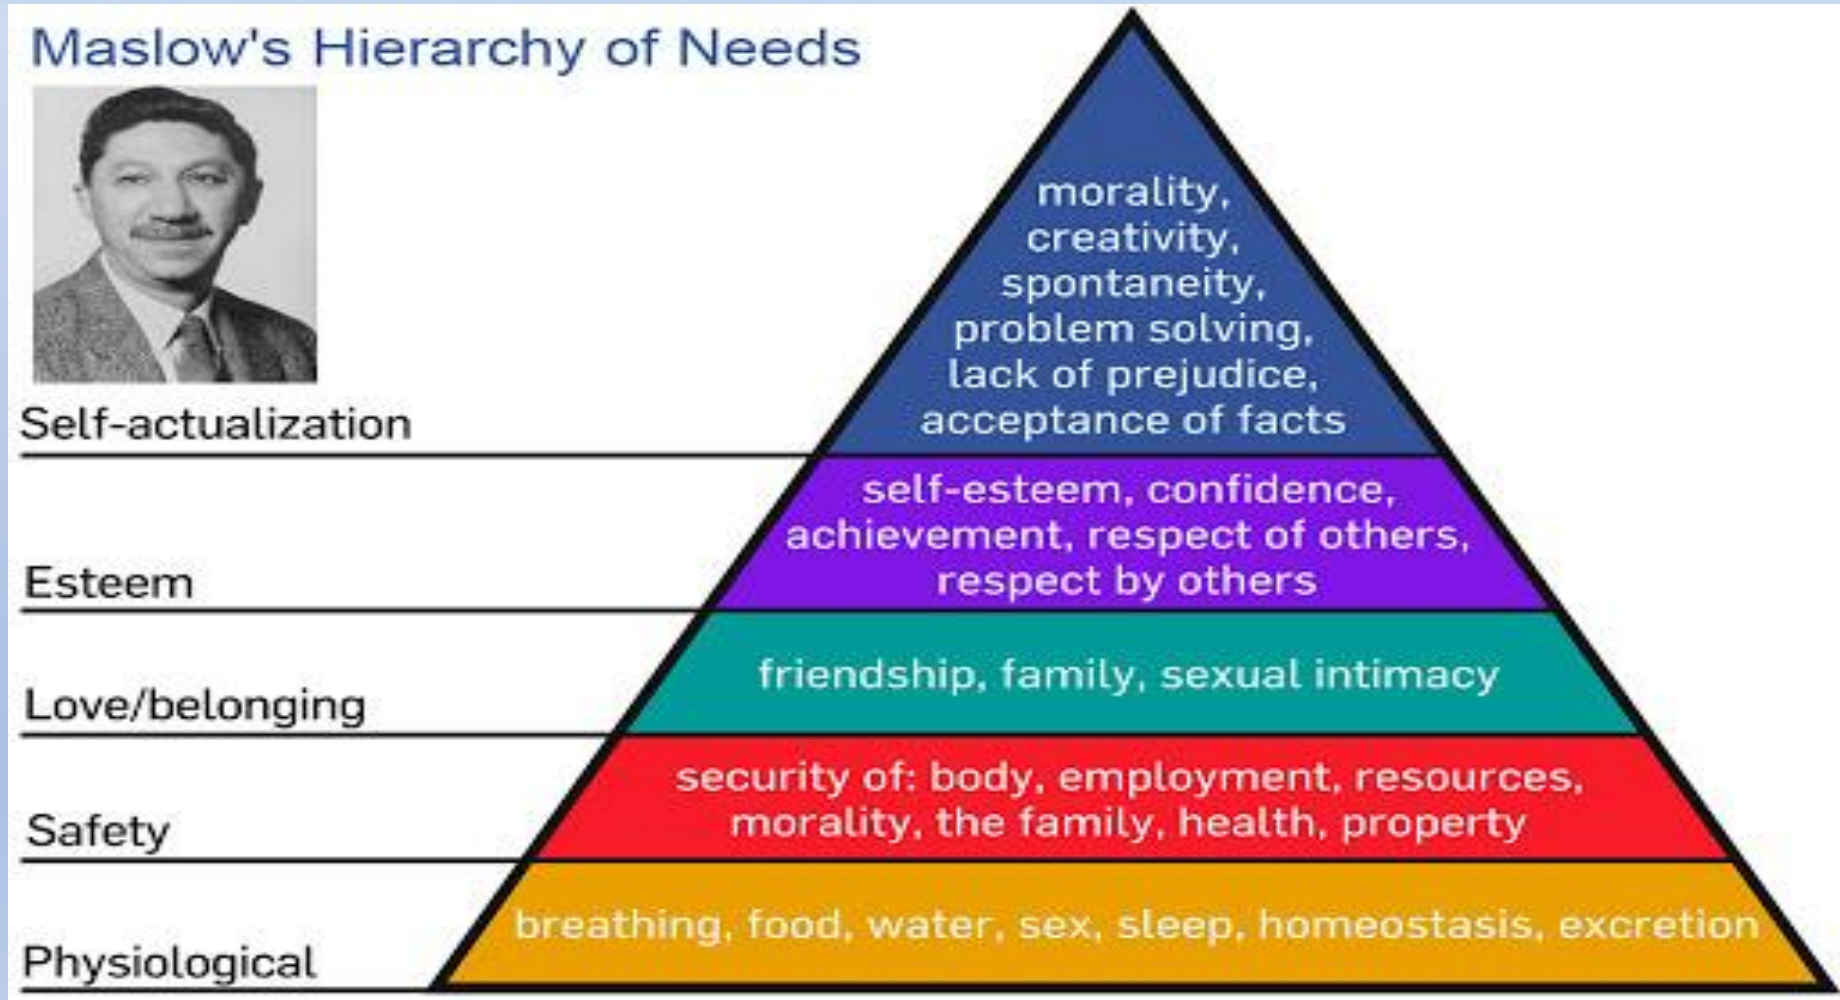 Maslow's Hierarchy of Needs
morality,
creativity,
spontaneity,
problem solving,
lack of prejudice,
acceptance of facts
Self-actualization
self-esteem, confidence,
achievement, respect of others,
respect by others
Esteem
friendship, family, sexual intimacy
Love/belonging
security of: body, employment, resources,
morality, the family, health, property
Safety
breathing, food, water, sex, sleep, homeostasis, excretion
Physiological